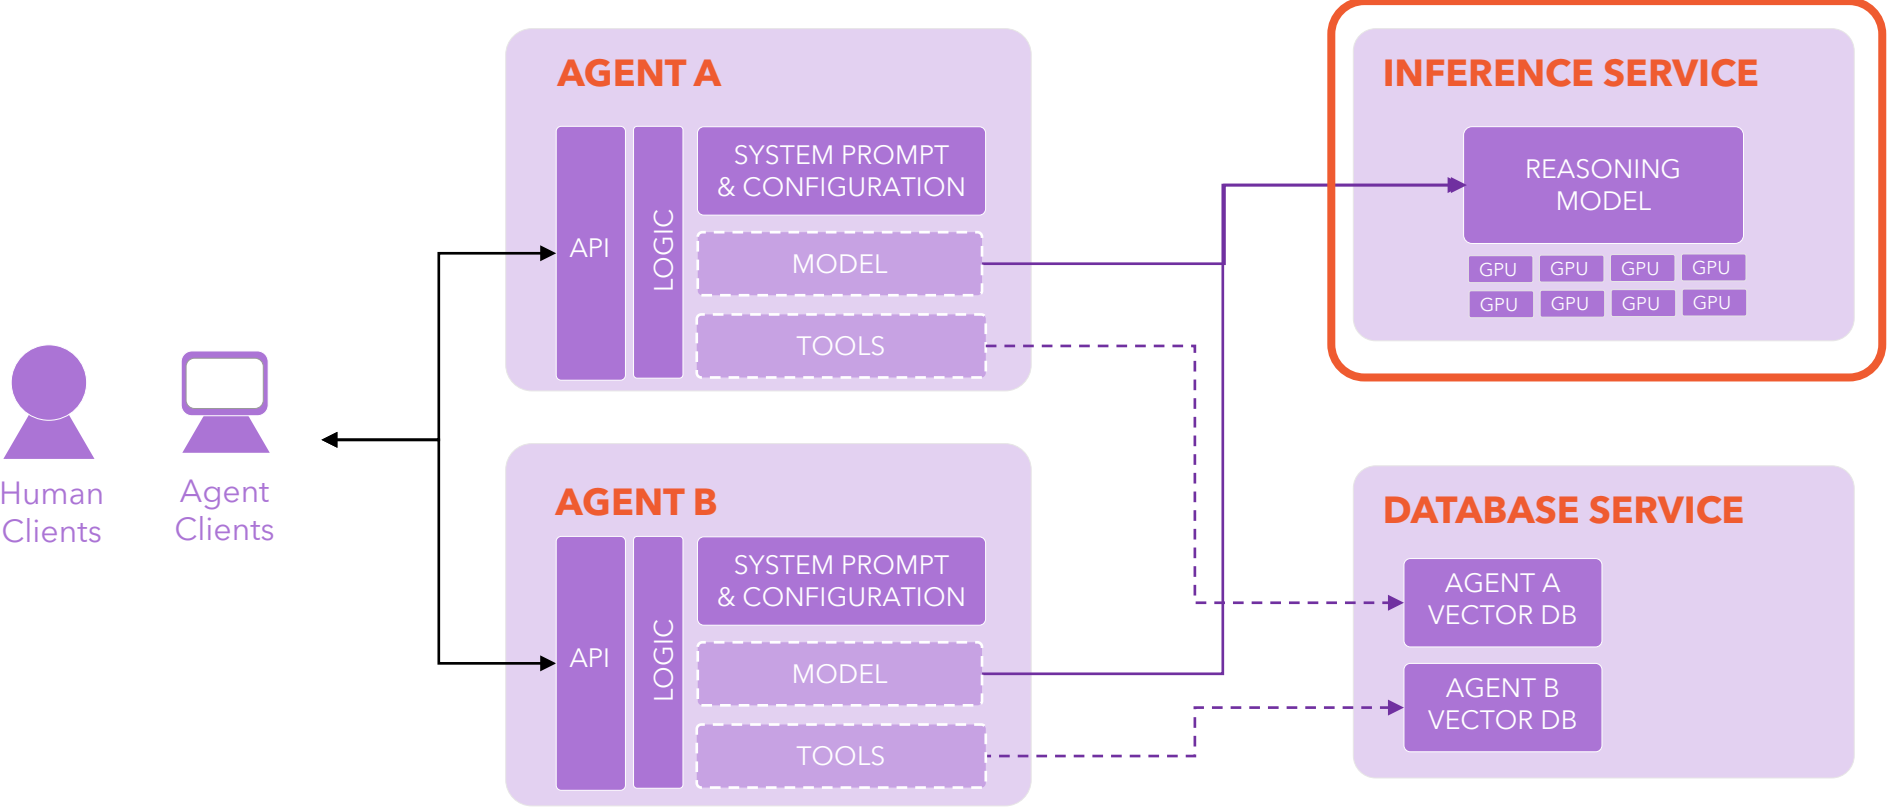 Human
Clients
Agent
Clients
AGENT A
API
LOGIC
SYSTEM PROMPT
& CONFIGURATION
MODEL
TOOLS
AGENT B
API
LOGIC
SYSTEM PROMPT
& CONFIGURATION
MODEL
TOOLS
INFERENCE SERVICE
REASONING
MODEL
GPU GPU GPU GPU
GPU GPU GPU GPU
DATABASE SERVICE
AGENT A
VECTOR DB
AGENT B
VECTOR DB